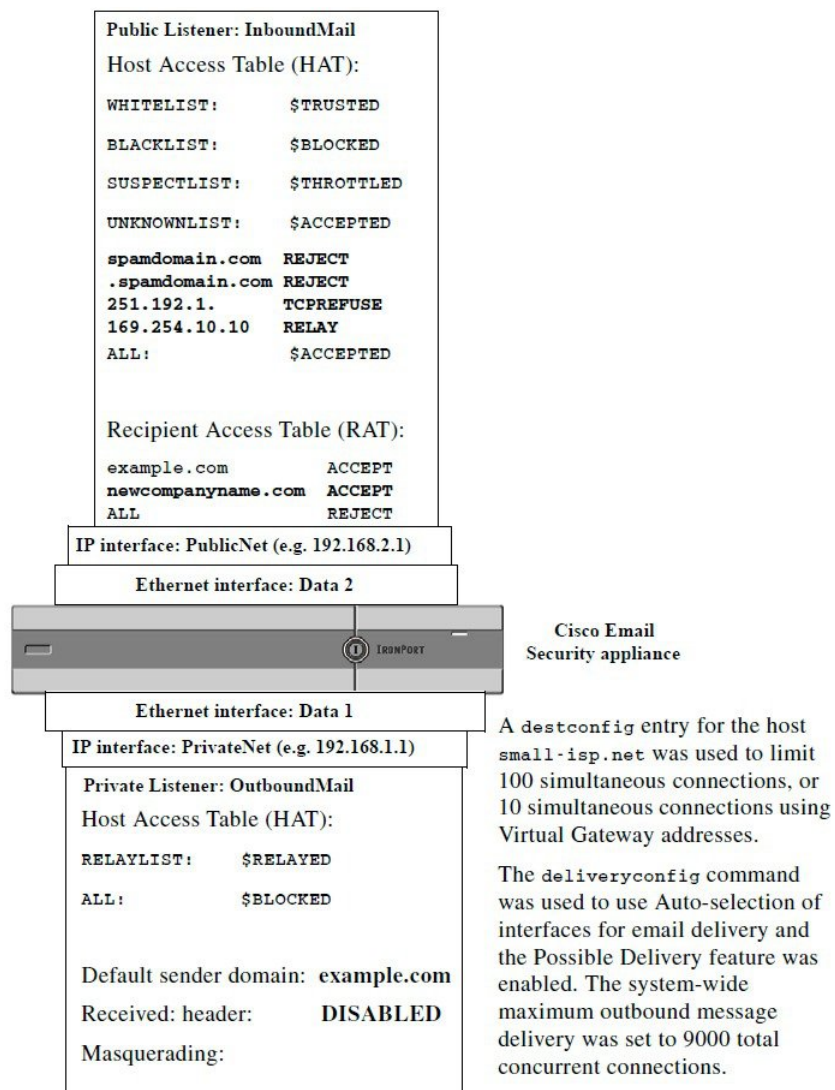 Public Listener: InboundMail
Host Access Table (HAT):
WHITELIST: $TRUSTED
BLACKLIST: $BLOCKED
SUSPECTLIST: $THROTTLED
UNKNOWNLIST: $ACCEPTED
spamdomain.com REJECT
.spamdomain.com REJECT
251.192.1. TCPREFUSE
169.254.10.10 RELAY
ALL: $ACCEPTED
Recipient Access Table (RAT):
example.com ACCEPT
newcompanyname.com ACCEPT
ALL REJECT
IP interface: PublicNet (e.g. 192.168.2.1)
Ethernet interface: Data 2
IRONPORT
Cisco Email
Security appliance
Ethernet interface: Data 1
IP interface: PrivateNet (e.g. 192.168.1.1)
Private Listener: OutboundMail
Host Access Table (HAT):
RELAYLIST: $RELAYED
ALL: $BLOCKED
Default sender domain: example.com
Received: header: DISABLED
Masquerading:
A destconfig entry for the host
small-isp.net was used to limit
100 simultaneous connections, or
10 simultaneous connections using
Virtual Gateway addresses.
The deliveryconfig command
was used to use Auto-selection of
interfaces for email delivery and
the Possible Delivery feature was
enabled. The system-wide
maximum outbound message
delivery was set to 9000 total
concurrent connections.